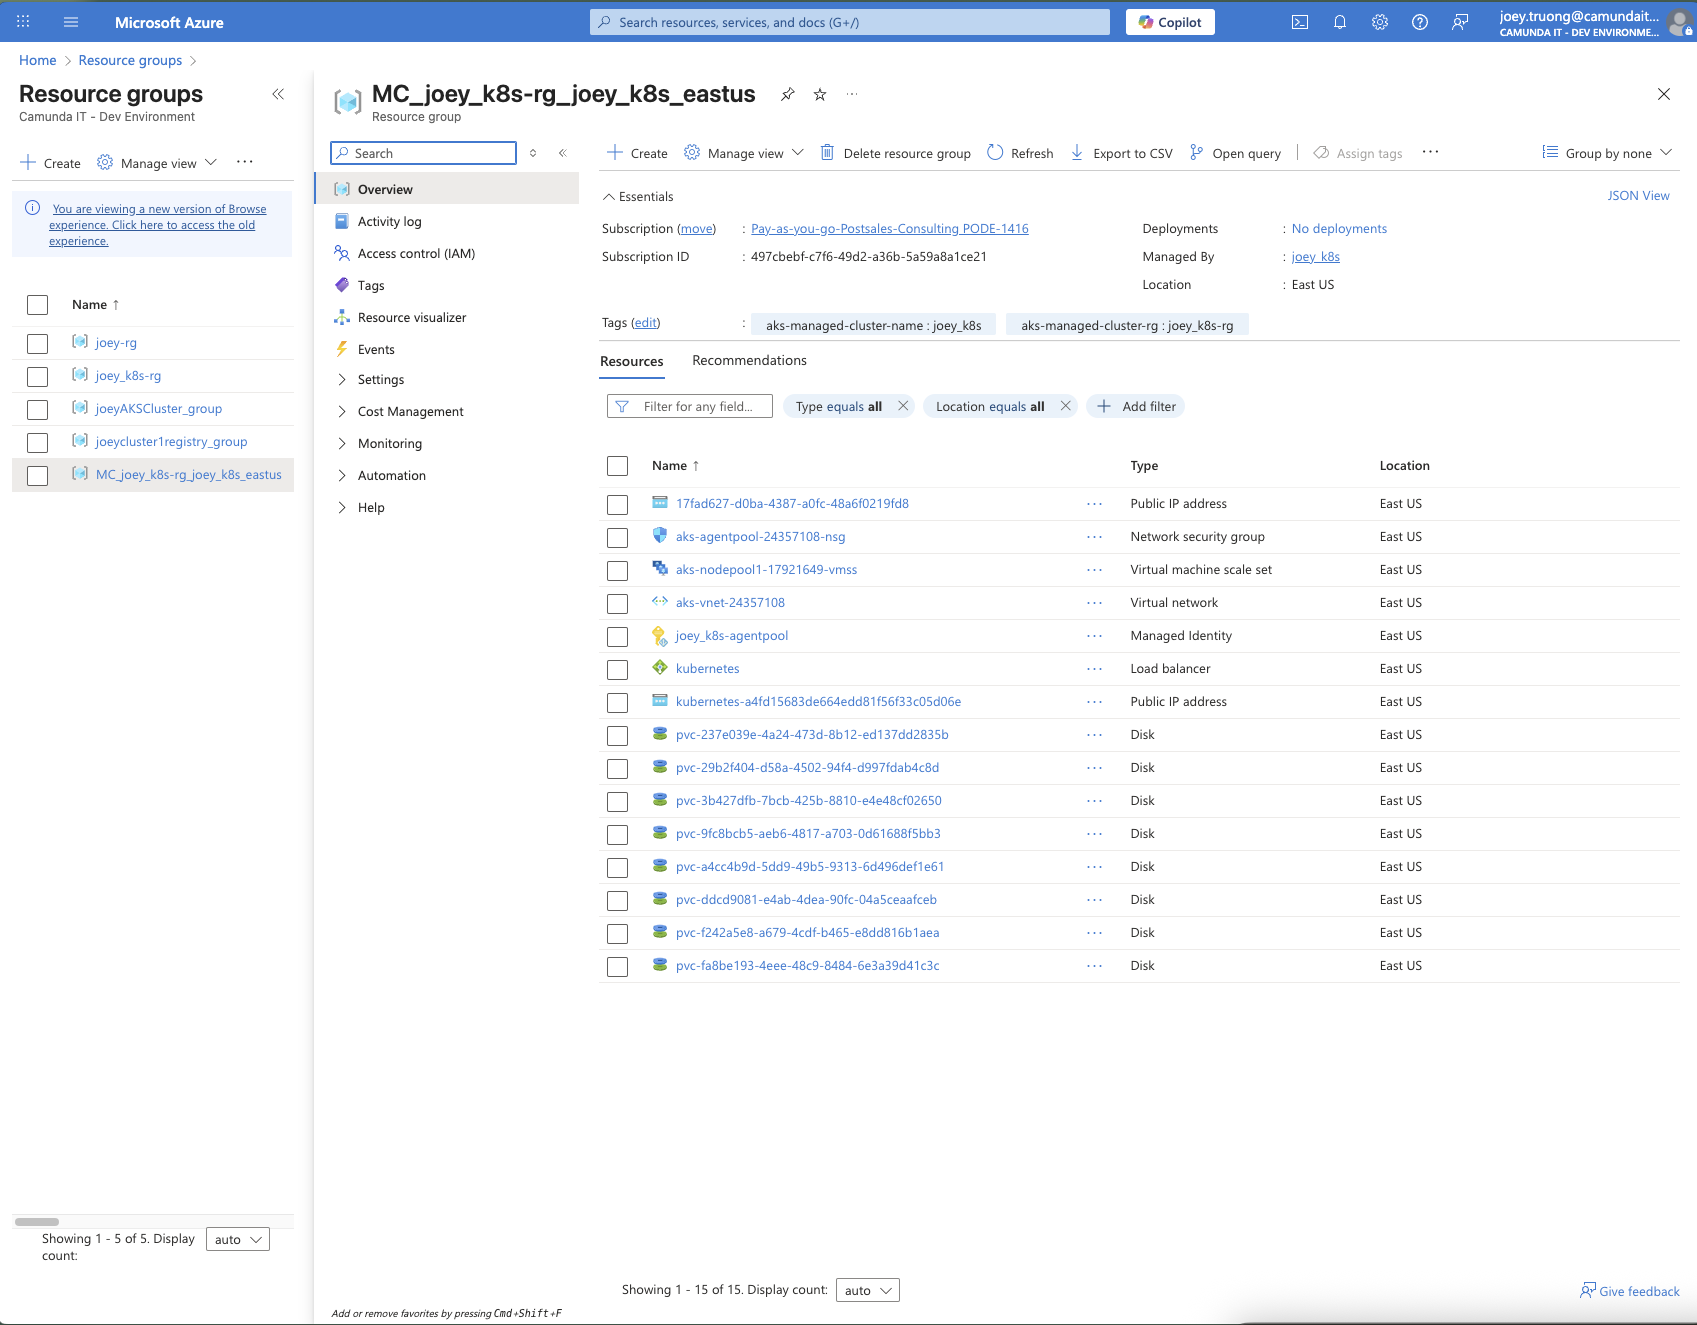 Microsoft Azure
Search resources, services, and docs (G+/)
Copilot
joey.truong@camundait...
CAMUNDA IT - DEV ENVIRONME...
Home > Resource groups >
Resource groups
Camunda IT - Dev Environment
Create
Manage view
You are viewing a new version of Browse
experience. Click here to access the old
experience.
Name ↑
joey-rg
joey_k8s-rg
joeyAKSCluster_group
joeycluster1registry_group
MC_joey_k8s-rg_joey_k8s_eastus
Showing 1 - 5 of 5. Display
count:
auto
MC_joey_k8s-rg_joey_k8s_eastus
Resource group
Search
Overview
Activity log
Access control (IAM)
Tags
Resource visualizer
Events
Settings
Cost Management
Monitoring
Automation
Help
Add or remove favorites by pressing Cmd+Shift+F
Create
Manage view
Delete resource group
Refresh
Export to CSV
Open query
Assign tags
Group by none
Essentials
JSON View
Subscription (move) : Pay-as-you-go-Postsales-Consulting PODE-1416
Subscription ID : 497cbebf-c7f6-49d2-a36b-5a59a8a1ce21
Deployments : No deployments
Managed By : joey_k8s
Location : East US
Tags (edit) : aks-managed-cluster-name : joey_k8s aks-managed-cluster-rg : joey_k8s-rg
Resources Recommendations
Filter for any field...
Type equals all
Location equals all
Add filter
Name ↑ Type Location
17fad627-d0ba-4387-a0fc-48a6f0219fd8 Public IP address East US
aks-agentpool-24357108-nsg Network security group East US
aks-nodepool1-17921649-vmss Virtual machine scale set East US
aks-vnet-24357108 Virtual network East US
joey_k8s-agentpool Managed Identity East US
kubernetes Load balancer East US
kubernetes-a4fd15683de664edd81f56f33c05d06e Public IP address East US
pvc-237e039e-4a24-473d-8b12-ed137dd2835b Disk East US
pvc-29b2f404-d58a-4502-94f4-d997fdab4c8d Disk East US
pvc-3b427dfb-7bcb-425b-8810-e4e48cf02650 Disk East US
pvc-9fc8bcb5-aeb6-4817-a703-0d61688f5bb3 Disk East US
pvc-a4cc4b9d-5dd9-49b5-9313-6d496def1e61 Disk East US
pvc-ddcd9081-e4ab-4dea-90fc-04a5ceaafceb Disk East US
pvc-f242a5e8-a679-4cdf-b465-e8dd816b1aea Disk East US
pvc-fa8be193-4eee-48c9-8484-6e3a39d41c3c Disk East US
Showing 1 - 15 of 15. Display count: auto
Give feedback